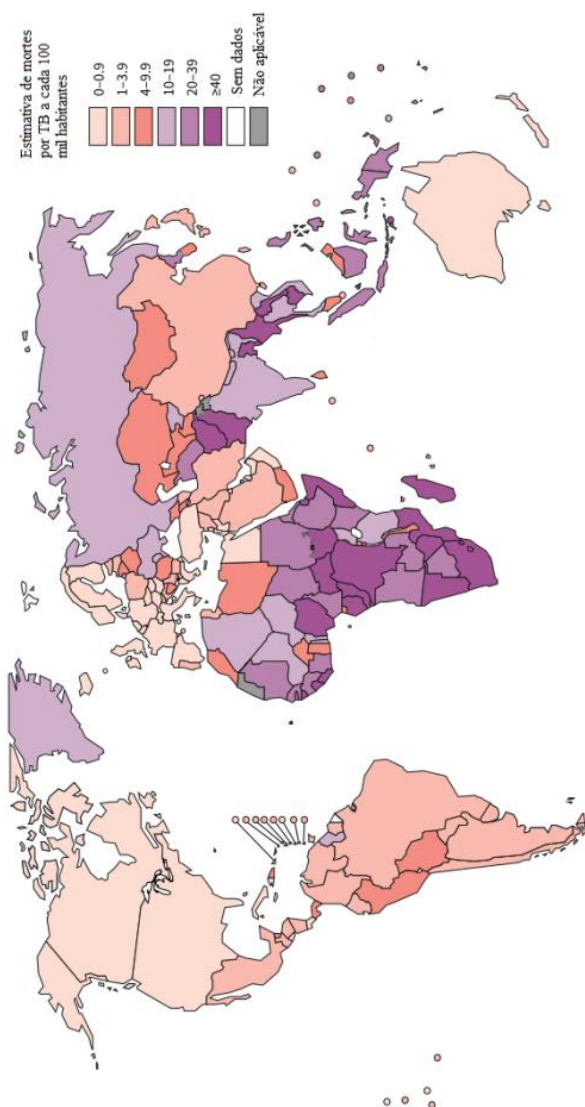 Estimativa de mortes
por TB a cada 100
mil habitantes
0–0.9
1–3.9
4–9.9
10–19
20–39
≥40
Sem dados
Não aplicável